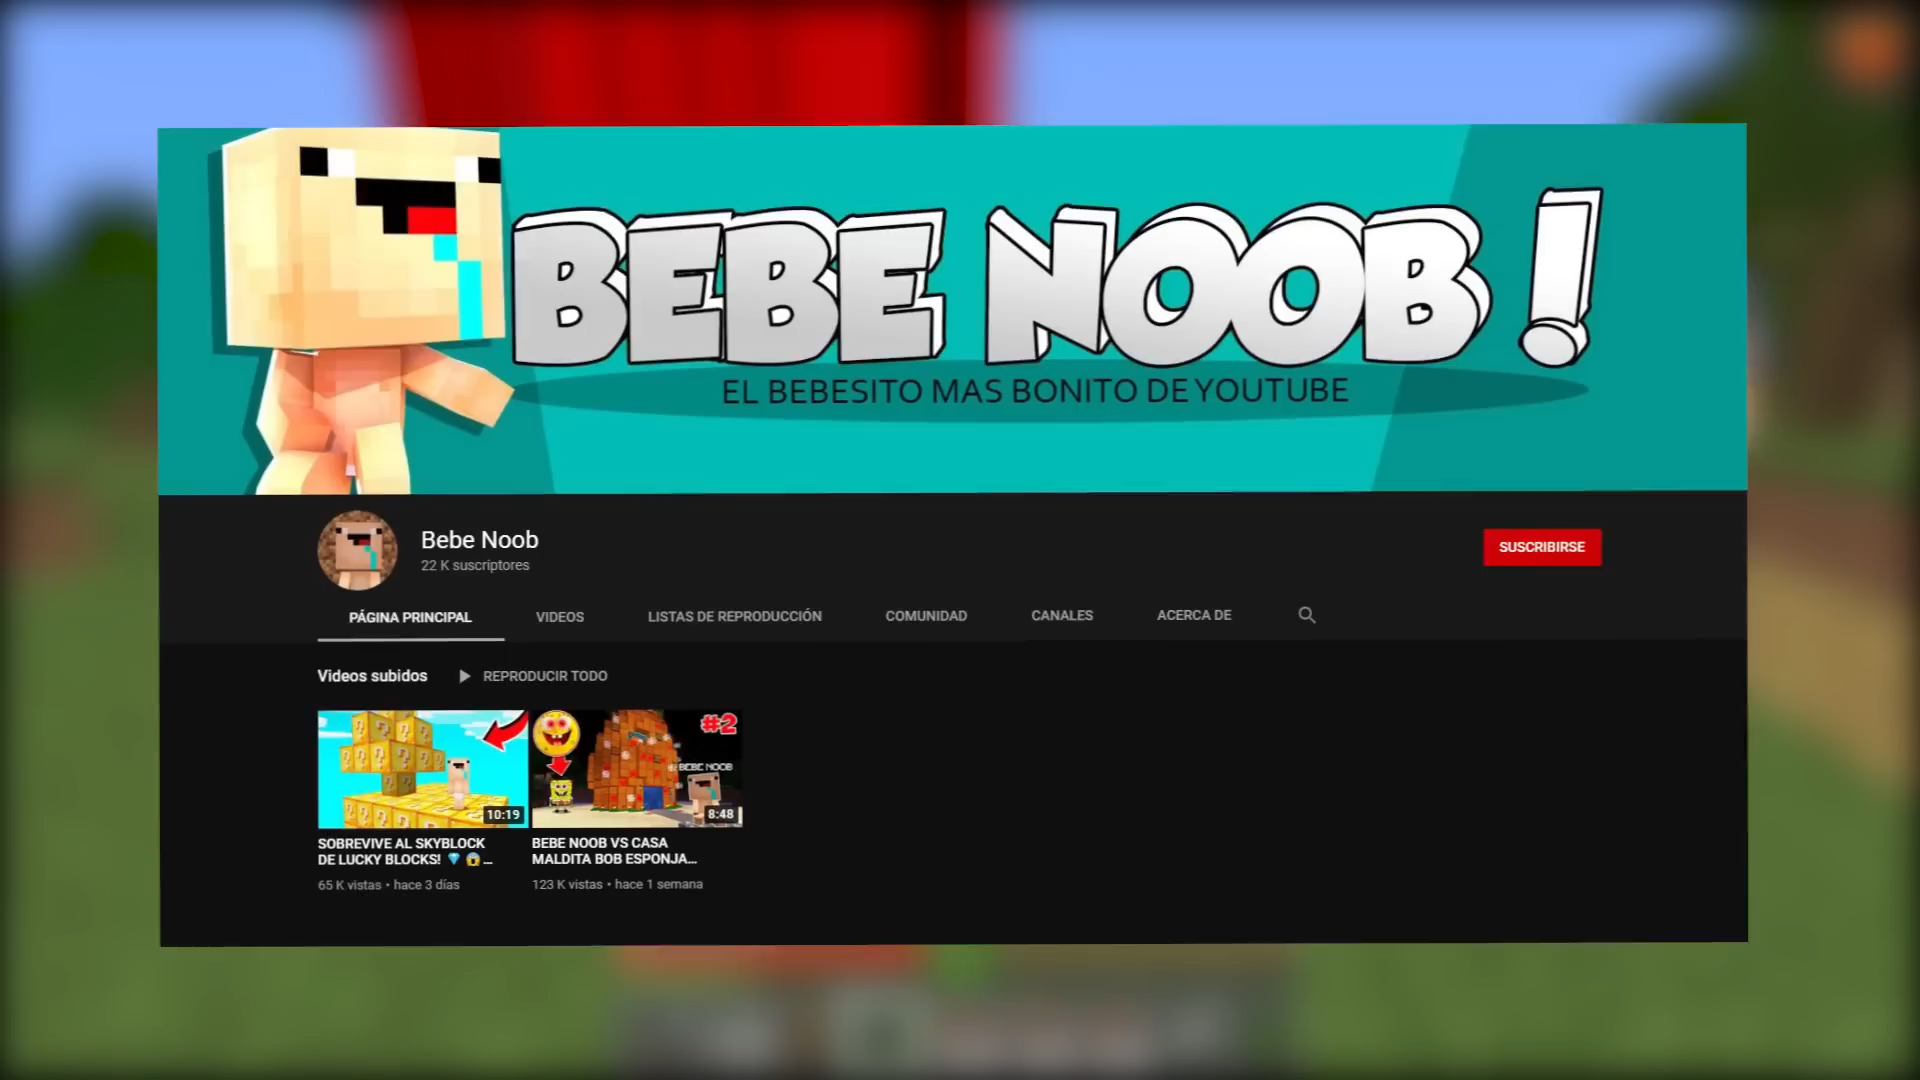 BEBE NOOB !
EL BEBESITO MAS BONITO DE YOUTUBE
Bebe Noob
22 K suscriptores
SUSCRIBIRSE
PÁGINA PRINCIPAL VIDEOS LISTAS DE REPRODUCCIÓN COMUNIDAD CANALES ACERCA DE
Videos subidos REPRODUCIR TODO
#2
BEBE NOOB
10:19
8:48
SOBREVIVE AL SKYBLOCK
DE LUCKY BLOCKS! 💎 😱 ...
65 K vistas • hace 3 días
BEBE NOOB VS CASA
MALDITA BOB ESPONJA...
123 K vistas • hace 1 semana